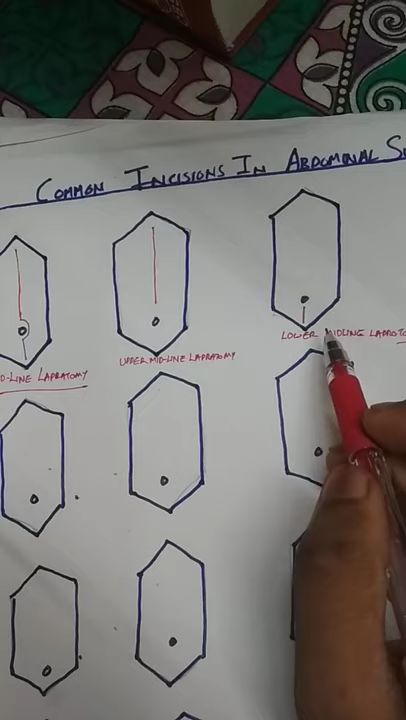 COMMON INCISIONS IN ABDOMINAL S
D-LINE LAPRATOMY
UPPER MID-LINE LAPRATOMY
LOWER MIDLINE LAPROTO